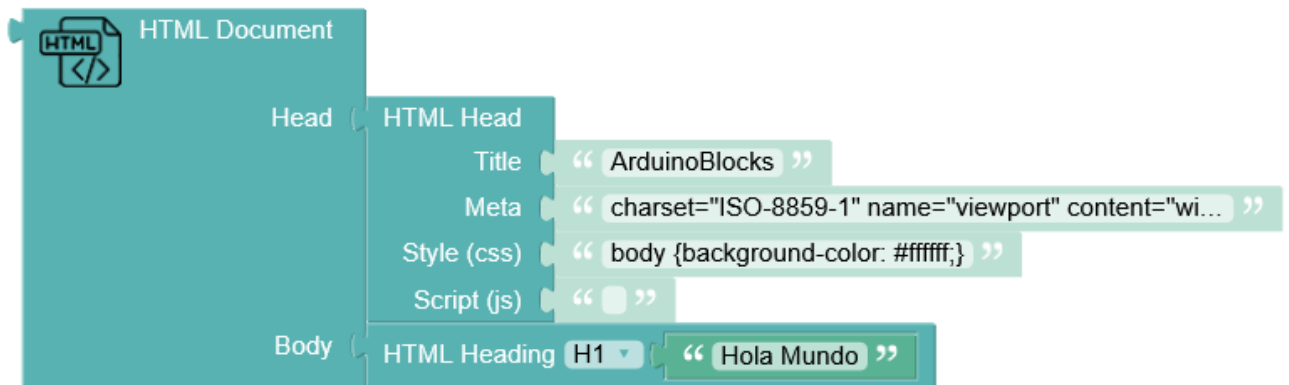 HTML
</>
HTML Document
Head
HTML Head
Title “ ArduinoBlocks ”
Meta “ charset="ISO-8859-1" name="viewport" content="wi... ”
Style (css) “ body {background-color: #ffffff;} ”
Script (js) “ ”
Body
HTML Heading H1 “ Hola Mundo ”